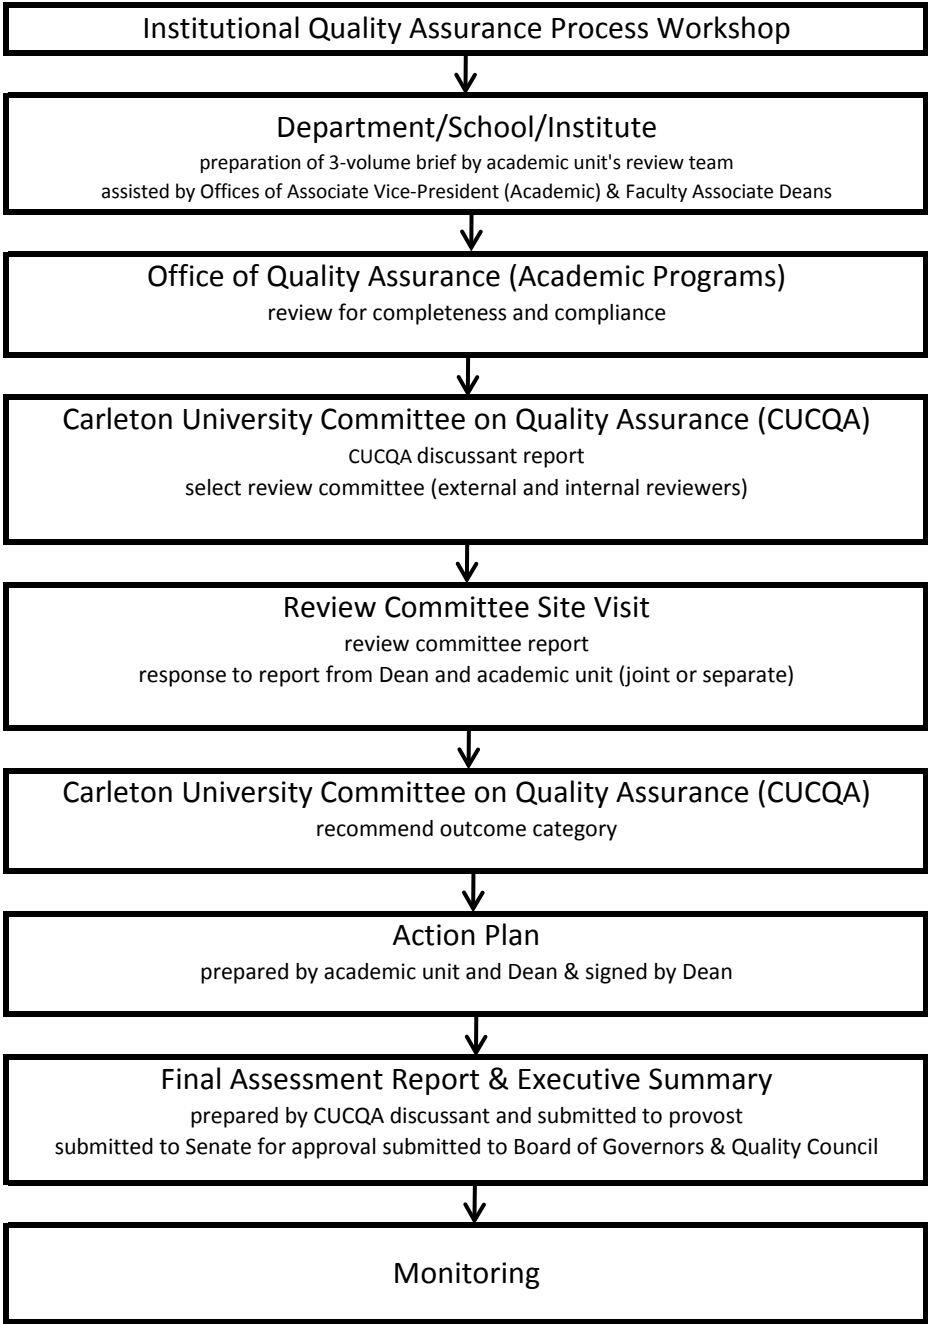 Institutional Quality Assurance Process Workshop
Department/School/Institute
preparation of 3-volume brief by academic unit's review team
assisted by Offices of Associate Vice-President (Academic) & Faculty Associate Deans
Office of Quality Assurance (Academic Programs)
review for completeness and compliance
Carleton University Committee on Quality Assurance (CUCQA)
CUCQA discussant report
select review committee (external and internal reviewers)
Review Committee Site Visit
review committee report
response to report from Dean and academic unit (joint or separate)
Carleton University Committee on Quality Assurance (CUCQA)
recommend outcome category
Action Plan
prepared by academic unit and Dean & signed by Dean
Final Assessment Report & Executive Summary
prepared by CUCQA discussant and submitted to provost
submitted to Senate for approval submitted to Board of Governors & Quality Council
Monitoring